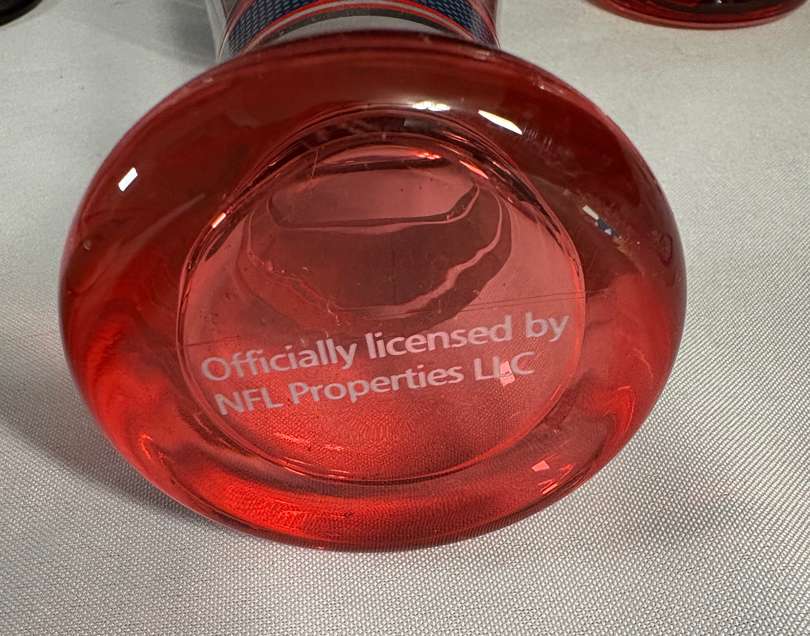 Officially licensed by
NFL Properties LLC